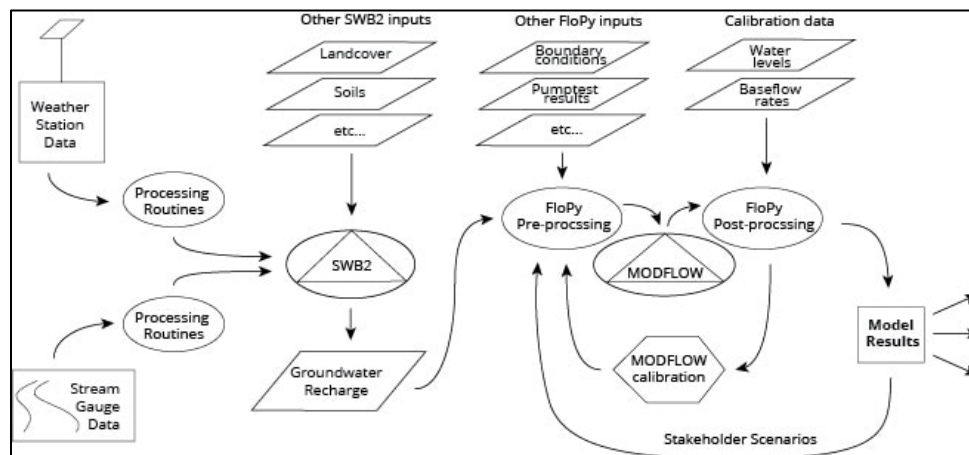 Other SWB2 inputs
Landcover
Soils
etc...
Other FloPy inputs
Boundary
conditions
Pumptest
results
etc...
Calibration data
Water
levels
Baseflow
rates
Weather
Station
Data
Processing
Routines
SWB2
Processing
Routines
Stream
Gauge
Data
Groundwater
Recharge
FloPy
Pre-procssing
MODFLOW
FloPy
Post-procssing
MODFLOW
calibration
Model
Results
Stakeholder Scenarios